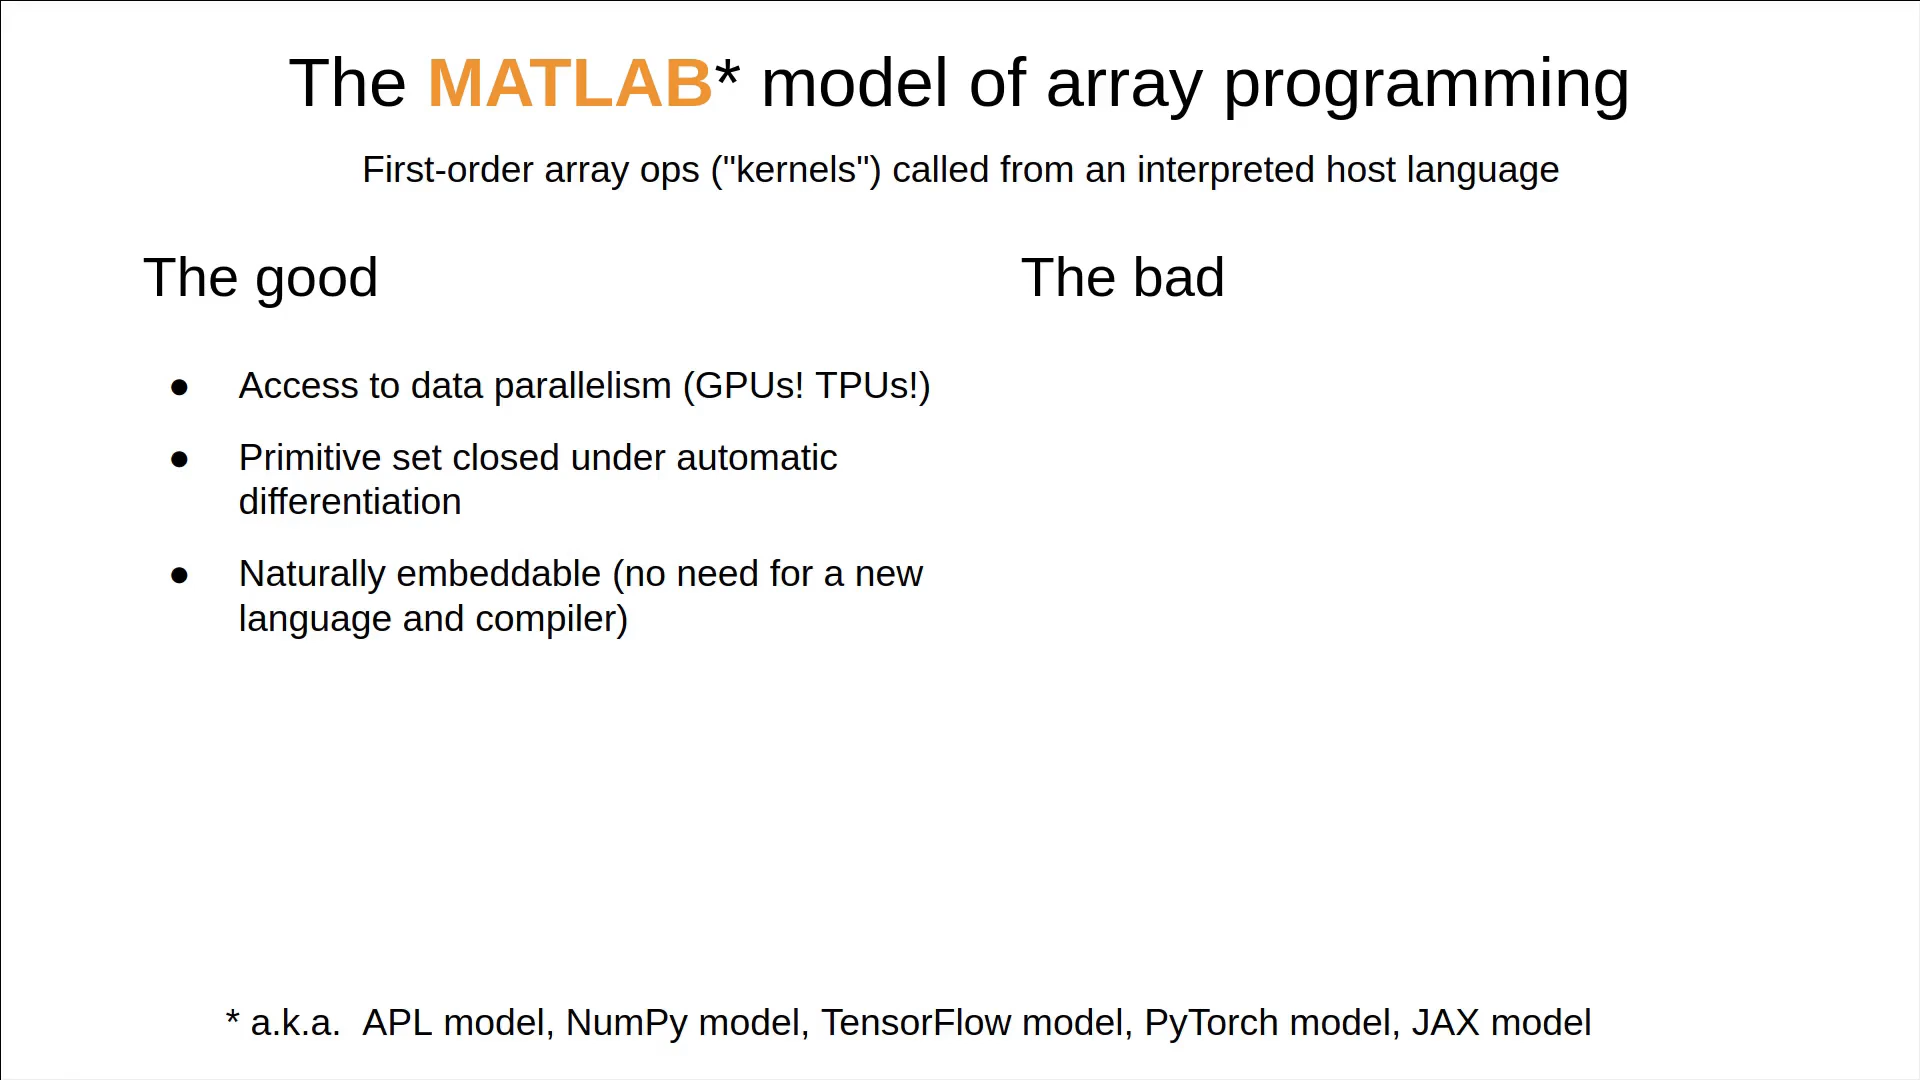 The MATLAB* model of array programming
First-order array ops ("kernels") called from an interpreted host language
The good
● Access to data parallelism (GPUs! TPUs!)
● Primitive set closed under automatic
differentiation
● Naturally embeddable (no need for a new
language and compiler)
The bad
* a.k.a. APL model, NumPy model, TensorFlow model, PyTorch model, JAX model